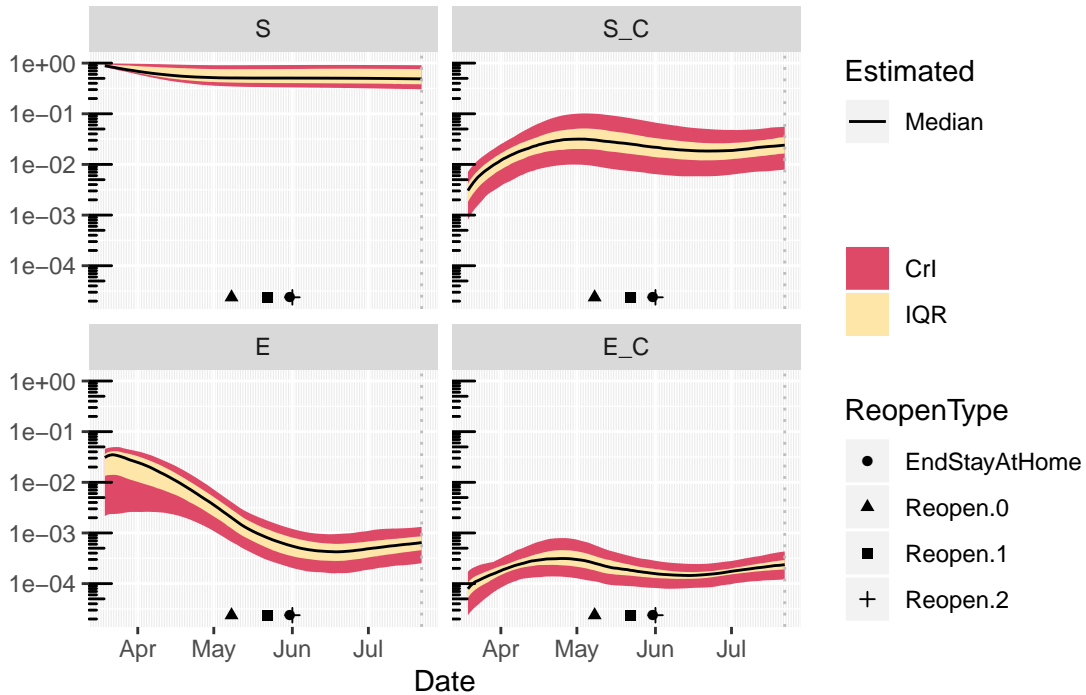 S
S_C
1e+00
1e−01
1e−02
1e−03
1e−04
E
E_C
1e+00
1e−01
1e−02
1e−03
1e−04
Apr
May
Jun
Jul
Apr
May
Jun
Jul
Date
Estimated
Median
CrI
IQR
ReopenType
EndStayAtHome
Reopen.0
Reopen.1
Reopen.2